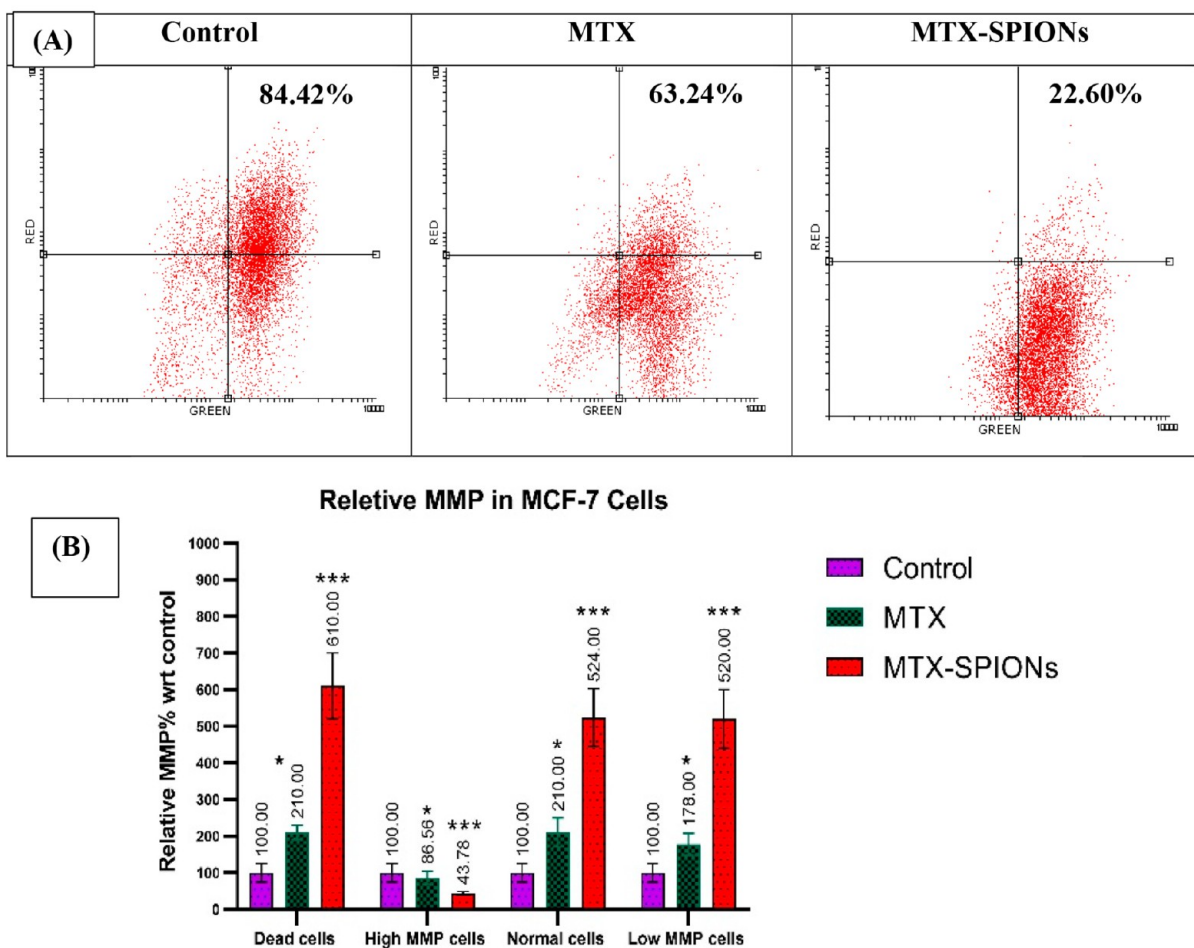 (A)
Control
MTX
MTX-SPIONs
84.42%
63.24%
22.60%
RED
GREEN
10000
RED
GREEN
10000
RED
GREEN
10000
(B)
Reletive MMP in MCF-7 Cells
Relative MMP% wrt control
1000
900
800
700
600
500
400
300
200
100
0
100.00
* 210.00
*** 610.00
100.00
86.56 *
*** 43.78
100.00
210.00 *
*** 524.00
100.00
* 178.00
*** 520.00
Dead cells
High MMP cells
Normal cells
Low MMP cells
Control
MTX
MTX-SPIONs